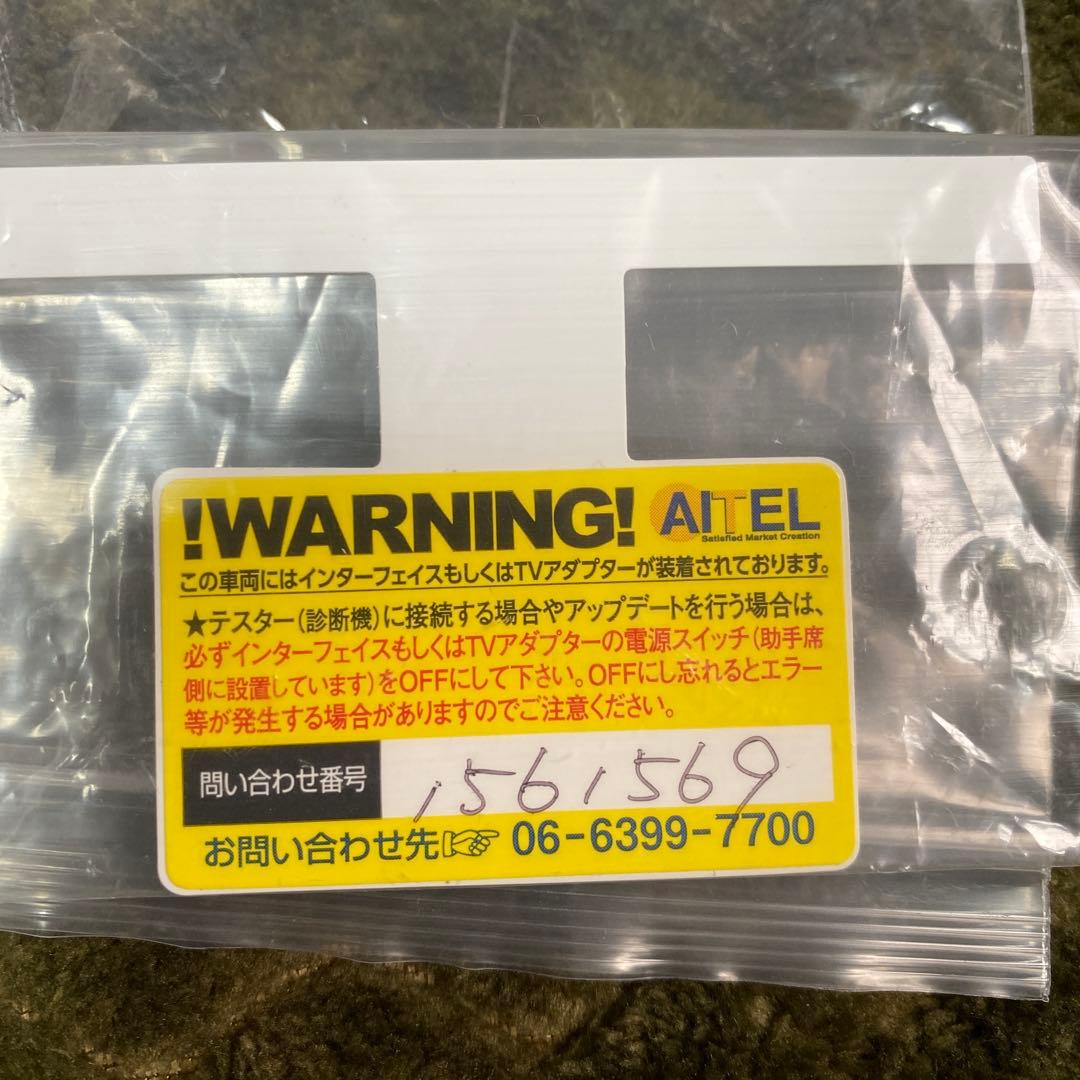 !WARNING! AITEL
Satisfied Market Creation
この車両にはインターフェイスもしくはTVアダプターが装着されております。
★テスター(診断機)に接続する場合やアップデートを行う場合は、
必ずインターフェイスもしくはTVアダプターの電源スイッチ(助手席
側に設置しています)をOFFにして下さい。OFFにし忘れるとエラー
等が発生する場合がありますのでご注意ください。
問い合わせ番号 1561569
お問い合わせ先☞ 06-6399-7700